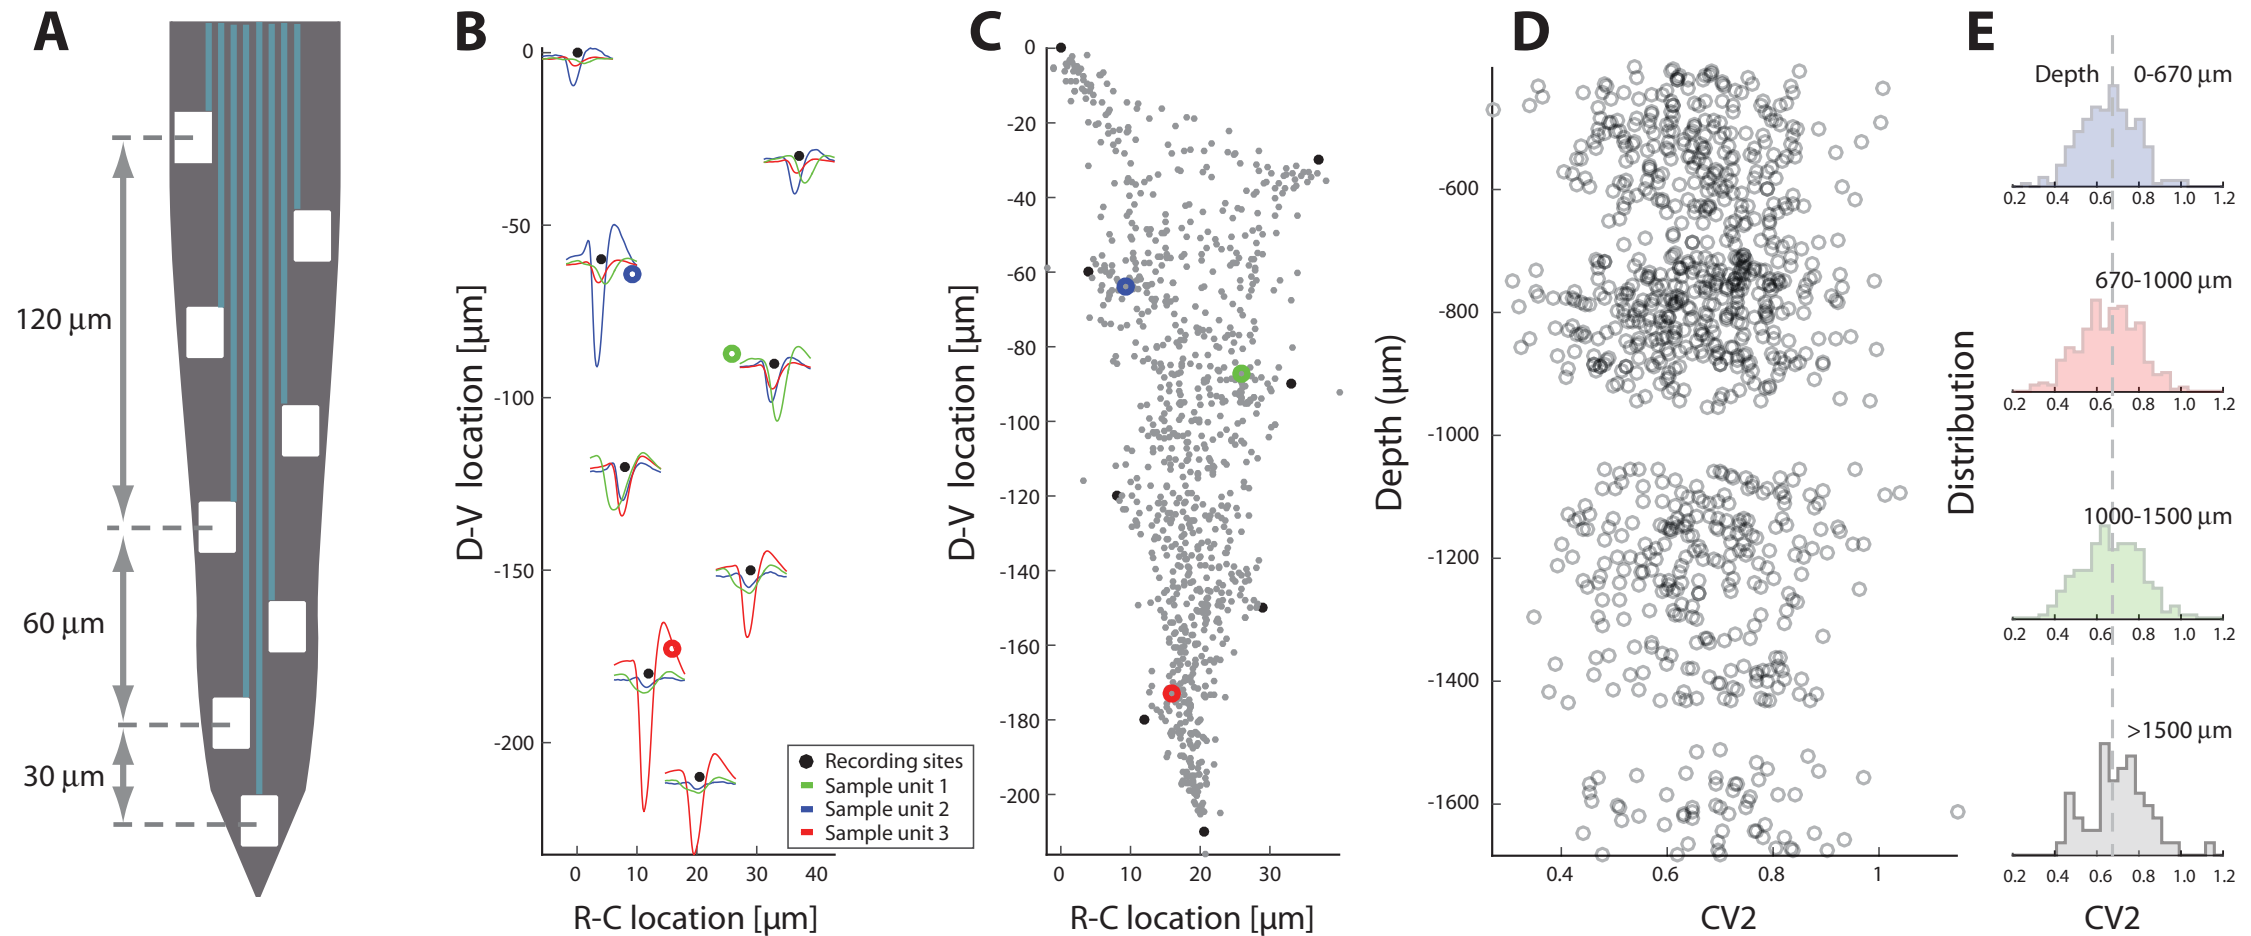 A
120 µm
60 µm
30 µm
B
D-V location [µm]
0
-50
-100
-150
-200
0 10 20 30 40
R-C location [µm]
Recording sites
Sample unit 1
Sample unit 2
Sample unit 3
C
D-V location [µm]
0
-20
-40
-60
-80
-100
-120
-140
-160
-180
-200
0 10 20 30
R-C location [µm]
D
Depth (µm)
-600
-800
-1000
-1200
-1400
-1600
0.4 0.6 0.8 1
CV2
E
Distribution
Depth 0-670 µm
0.2 0.4 0.6 0.8 1.0 1.2
670-1000 µm
0.2 0.4 0.6 0.8 1.0 1.2
1000-1500 µm
0.2 0.4 0.6 0.8 1.0 1.2
>1500 µm
0.2 0.4 0.6 0.8 1.0 1.2
CV2